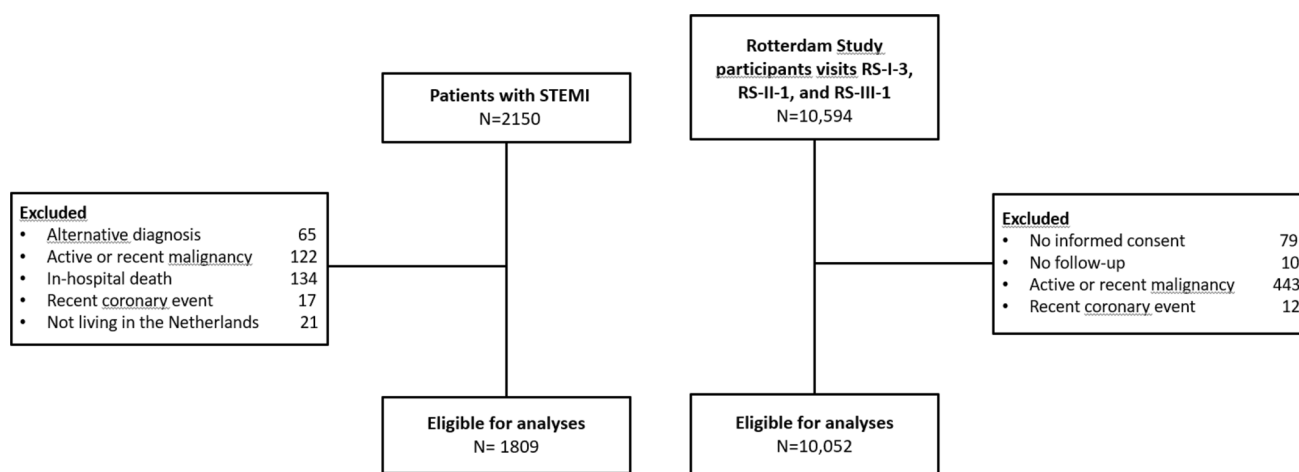 Patients with STEMI
N=2150
Excluded
• Alternative diagnosis 65
• Active or recent malignancy 122
• In-hospital death 134
• Recent coronary event 17
• Not living in the Netherlands 21
Eligible for analyses
N= 1809
Rotterdam Study
participants visits RS-I-3,
RS-II-1, and RS-III-1
N=10,594
Excluded
• No informed consent 79
• No follow-up 10
• Active or recent malignancy 443
• Recent coronary event 12
Eligible for analyses
N=10,052